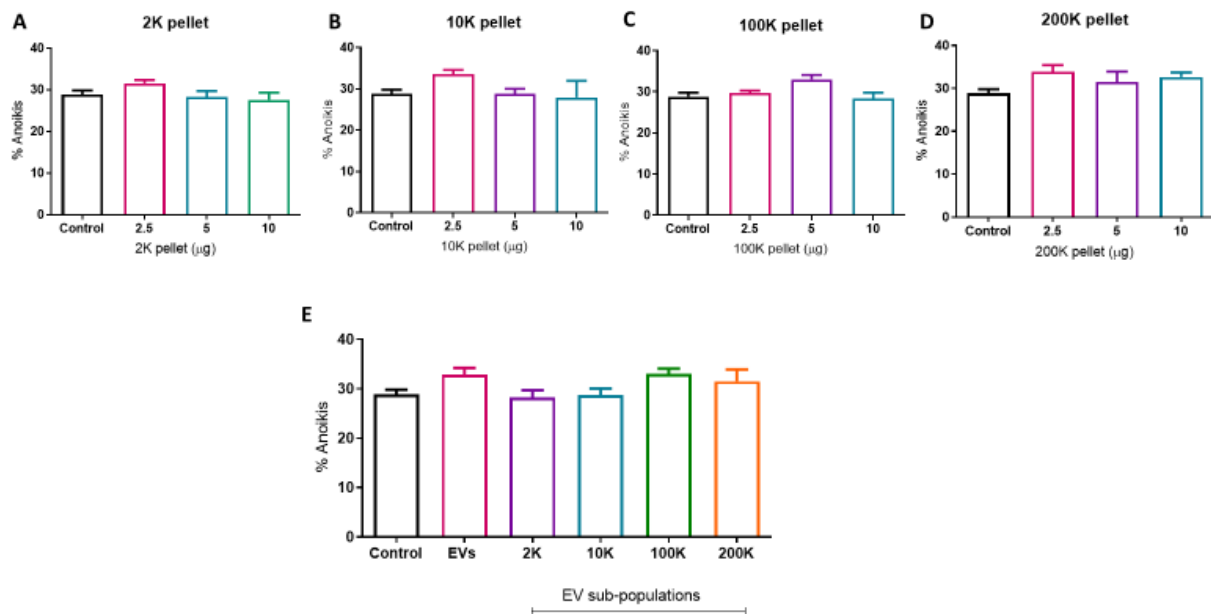 A
2K pellet
% Anoikis
40
30
20
10
0
Control 2.5 5 10
2K pellet (µg)
B
10K pellet
% Anoikis
40
30
20
10
0
Control 2.5 5 10
10K pellet (µg)
C
100K pellet
% Anoikis
40
30
20
10
0
Control 2.5 5 10
100K pellet (µg)
D
200K pellet
% Anoikis
40
30
20
10
0
Control 2.5 5 10
200K pellet (µg)
E
% Anoikis
40
30
20
10
0
Control EVs 2K 10K 100K 200K
EV sub-populations